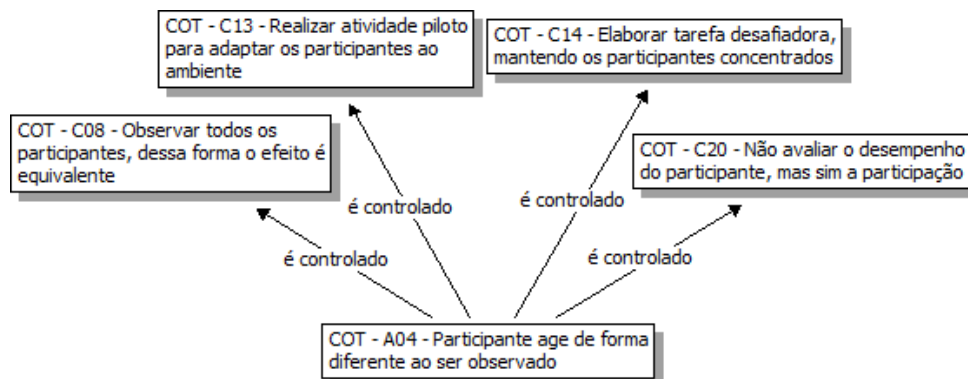 COT - C13 - Realizar atividade piloto
para adaptar os participantes ao
ambiente
COT - C14 - Elaborar tarefa desafiadora,
mantendo os participantes concentrados
COT - C08 - Observar todos os
participantes, dessa forma o efeito é
equivalente
COT - C20 - Não avaliar o desempenho
do participante, mas sim a participação
é controlado
é controlado
é controlado
é controlado
COT - A04 - Participante age de forma
diferente ao ser observado